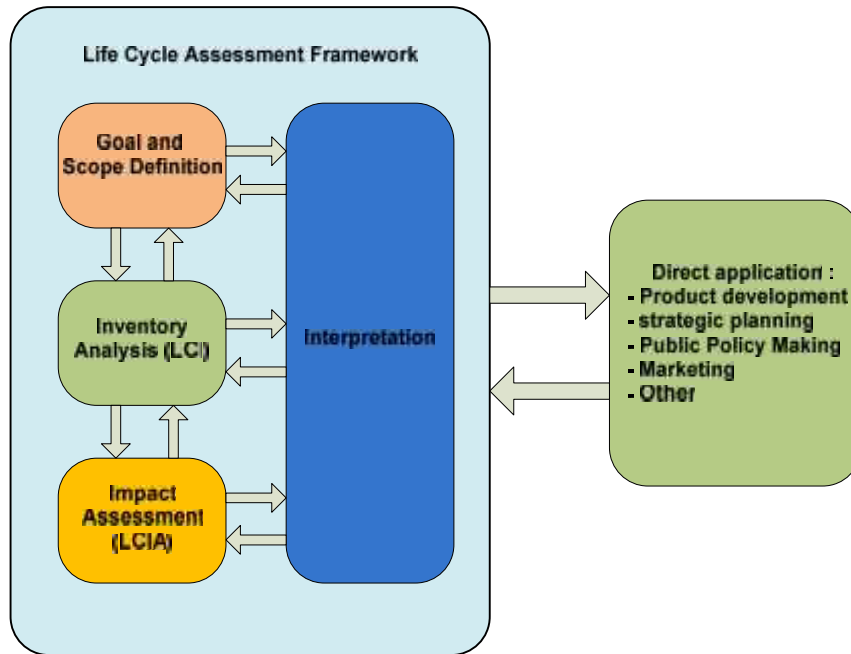 Life Cycle Assessment Framework
Goal and
Scope Definition
Inventory
Analysis (LCI)
Impact
Assessment
(LCIA)
Interpretation
Direct application :
- Product development
- strategic planning
- Public Policy Making
- Marketing
- Other